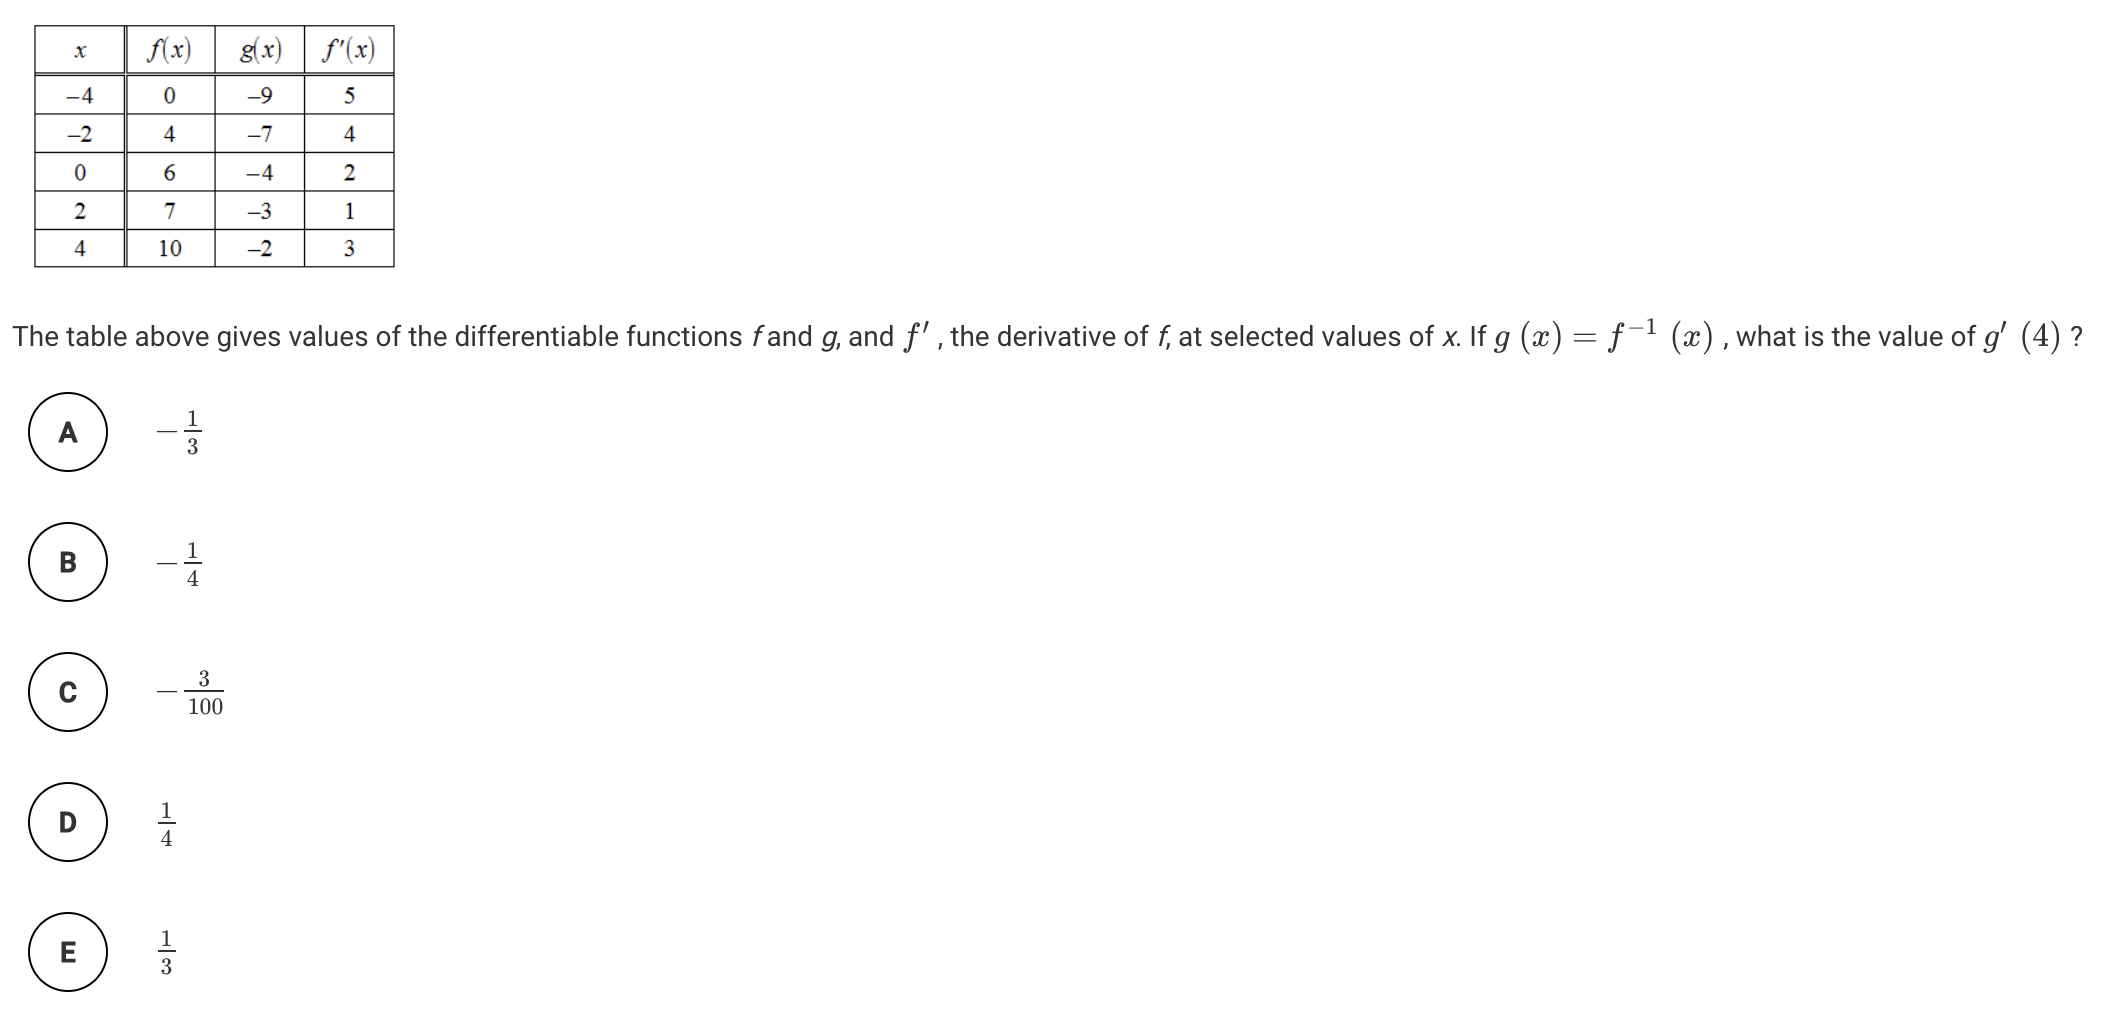 x f(x) g(x) f'(x)
−4 0 −9 5
−2 4 −7 4
0 6 −4 2
2 7 −3 1
4 10 −2 3
The table above gives values of the differentiable functions f and g, and f′ , the derivative of f, at selected values of x. If g (x) = f⁻¹ (x) , what is the value of g′ (4) ?
A −1/3
B −1/4
C −3/100
D 1/4
E 1/3